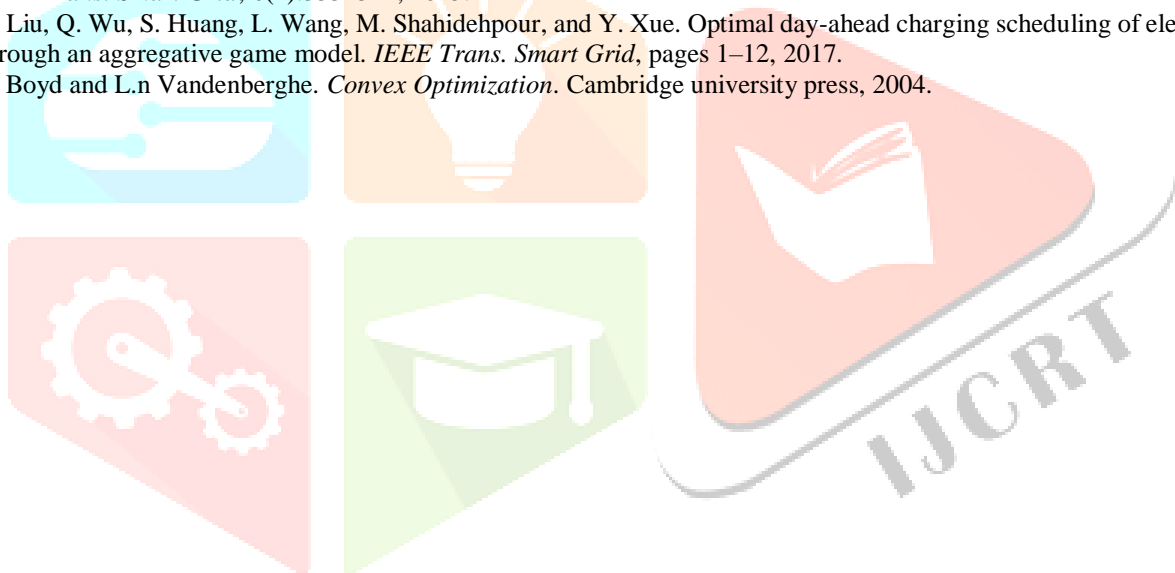 Liu, Q. Wu, S. Huang, L. Wang, M. Shahidehpour, and Y. Xue. Optimal day-ahead charging scheduling of ele
rough an aggregative game model. IEEE Trans. Smart Grid, pages 1–12, 2017.
Boyd and L.n Vandenberghe. Convex Optimization. Cambridge university press, 2004.
IJCRT